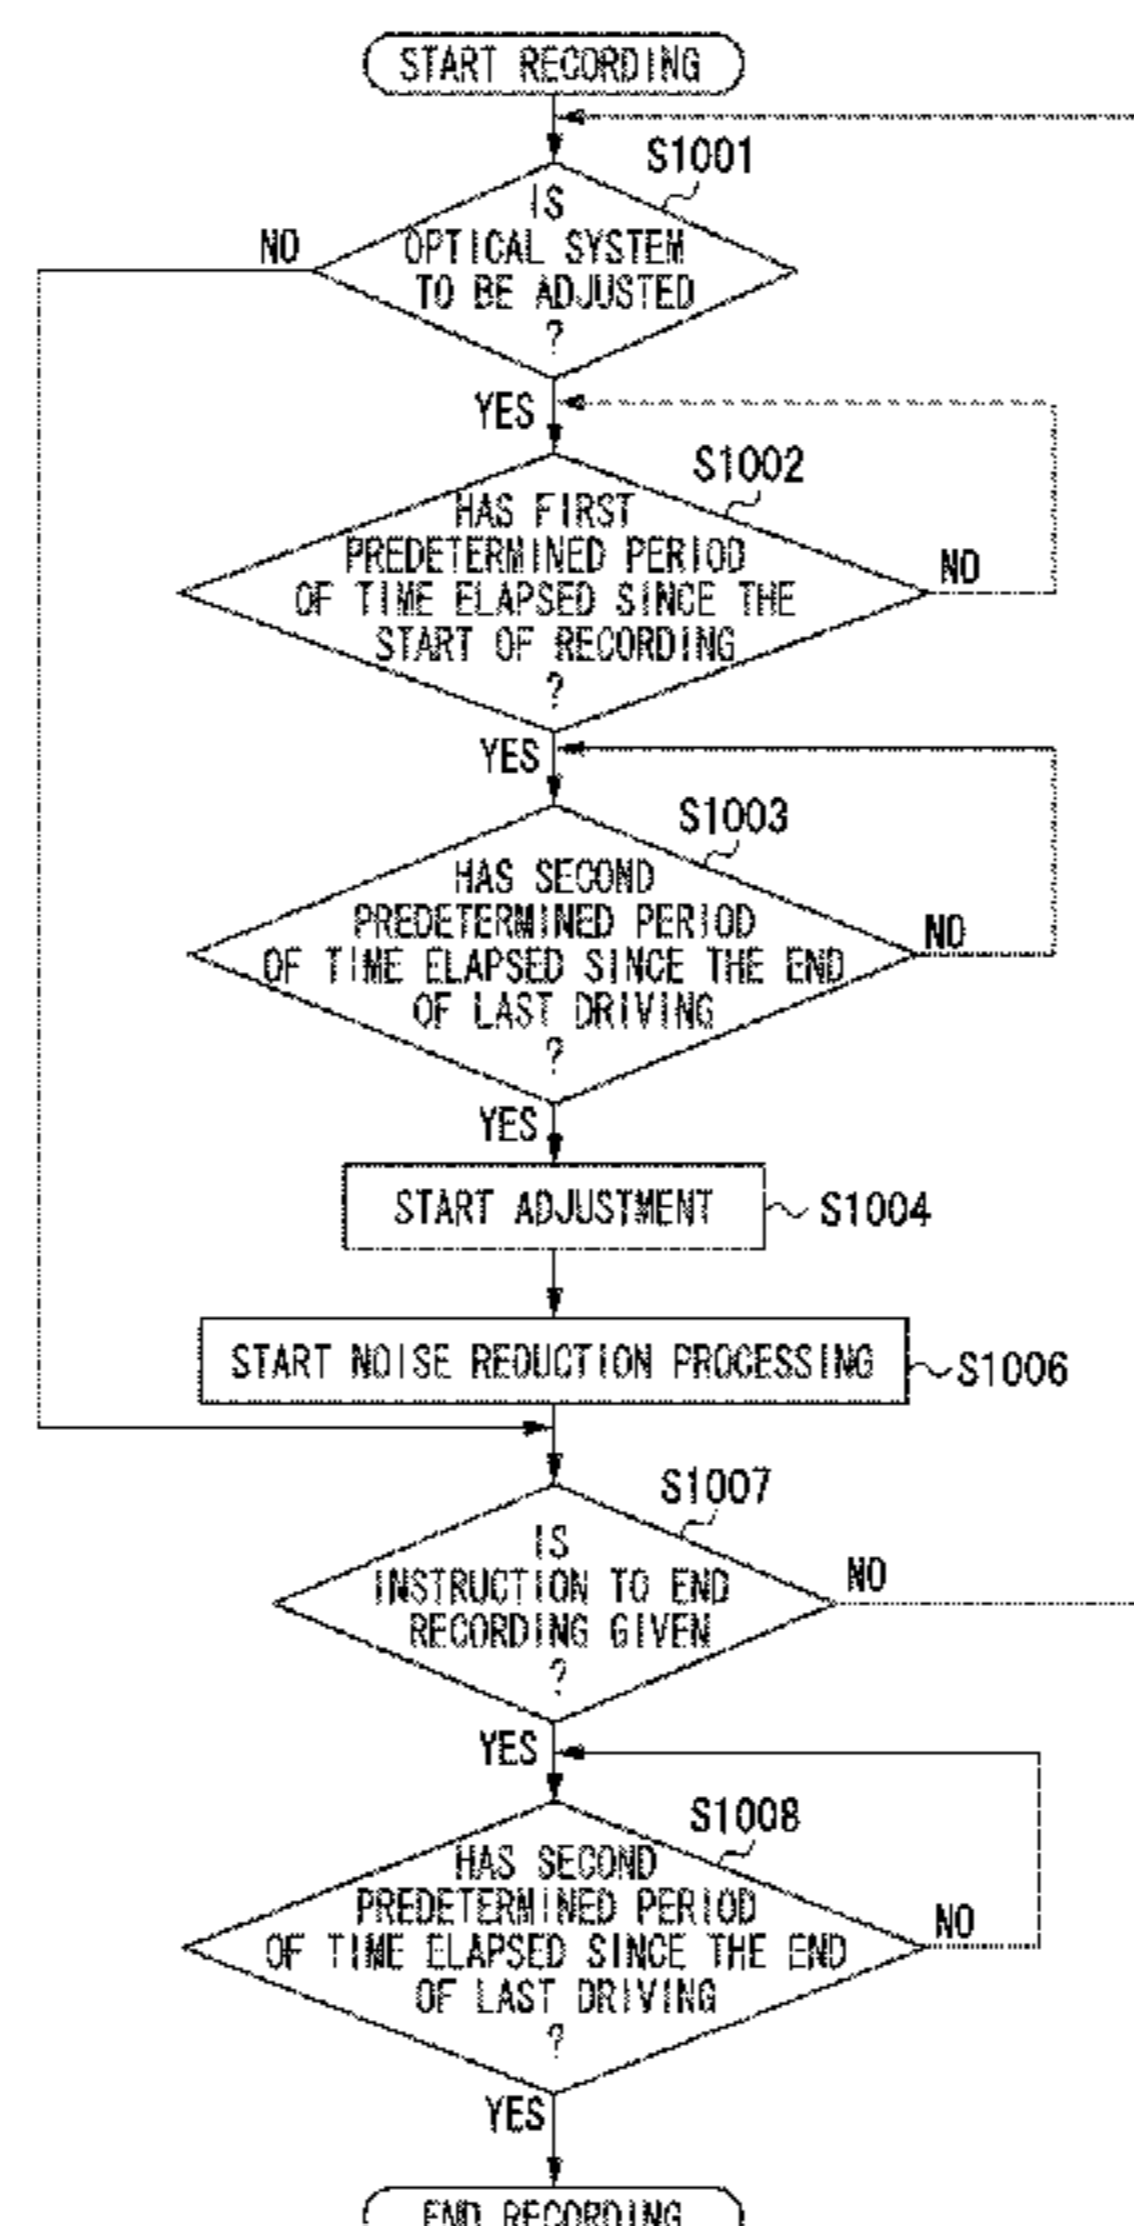 START RECORDING
S1001
IS
OPTICAL SYSTEM
TO BE ADJUSTED
?
NO
YES
S1002
HAS FIRST
PREDETERMINED PERIOD
OF TIME ELAPSED SINCE THE
START OF RECORDING
?
NO
YES
S1003
HAS SECOND
PREDETERMINED PERIOD
OF TIME ELAPSED SINCE THE END
OF LAST DRIVING
?
NO
YES
START ADJUSTMENT
S1004
START NOISE REDUCTION PROCESSING
S1006
S1007
IS
INSTRUCTION TO END
RECORDING GIVEN
?
NO
YES
S1008
HAS SECOND
PREDETERMINED PERIOD
OF TIME ELAPSED SINCE THE END
OF LAST DRIVING
?
NO
YES
END RECORDING